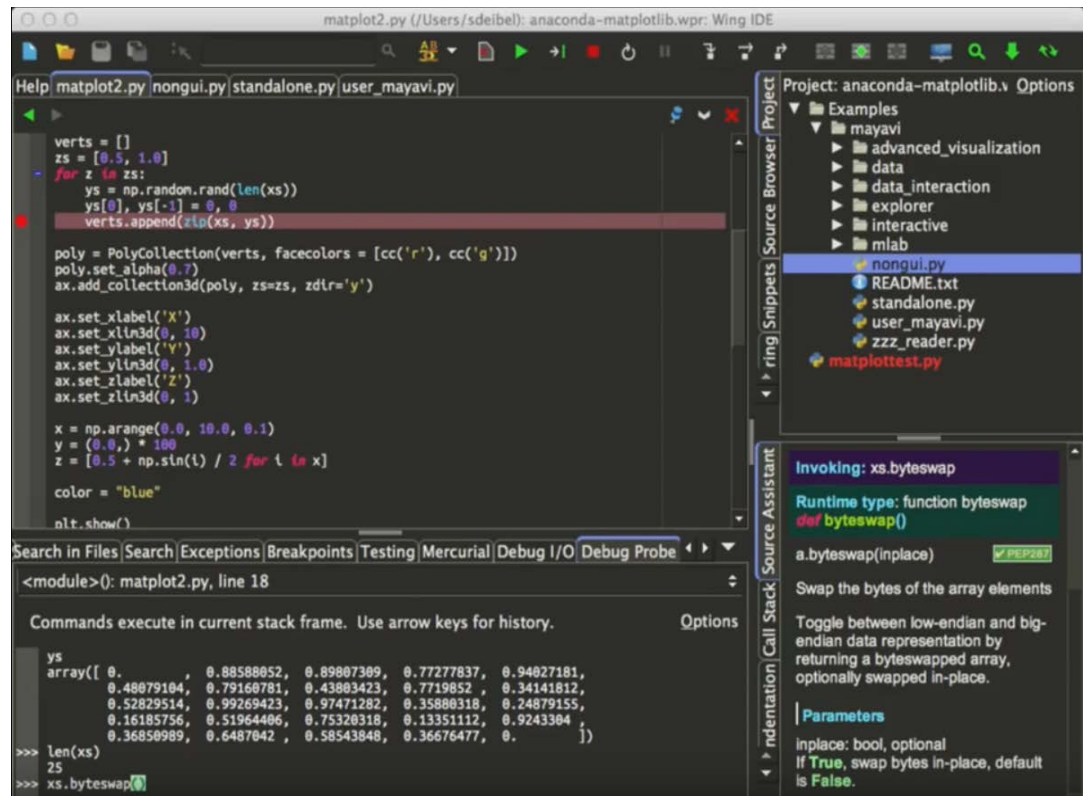 matplot2.py (/Users/sdeibel): anaconda-matplotlib.wpr: Wing IDE
Help matplot2.py nongui.py standalone.py user_mayavi.py
verts = []
zs = [0.5, 1.0]
for z in zs:
ys = np.random.rand(len(xs))
ys[0], ys[-1] = 0, 0
verts.append(zip(xs, ys))
poly = PolyCollection(verts, facecolors = [cc('r'), cc('g')])
poly.set_alpha(0.7)
ax.add_collection3d(poly, zs=zs, zdir='y')
ax.set_xlabel('X')
ax.set_xlim3d(0, 10)
ax.set_ylabel('Y')
ax.set_ylim3d(0, 1.0)
ax.set_zlabel('Z')
ax.set_zlim3d(0, 1)
x = np.arange(0.0, 10.0, 0.1)
y = (0.0,) * 100
z = [0.5 + np.sin(i) / 2 for i in x]
color = "blue"
plt.show()
Project
Source Browser
Snippets
ring
Project: anaconda-matplotlib.v Options
Examples
mayavi
advanced_visualization
data
data_interaction
explorer
interactive
mlab
nongui.py
README.txt
standalone.py
user_mayavi.py
zzz_reader.py
matplottest.py
Search in Files Search Exceptions Breakpoints Testing Mercurial Debug I/O Debug Probe
<module>(): matplot2.py, line 18
Commands execute in current stack frame. Use arrow keys for history. Options
ys
array([ 0. , 0.88588052, 0.89807309, 0.77277837, 0.94027181,
0.48079104, 0.79160781, 0.43803423, 0.7719852 , 0.34141812,
0.52829514, 0.99269423, 0.97471282, 0.35880318, 0.24879155,
0.16185756, 0.51964406, 0.75320318, 0.13351112, 0.9243304 ,
0.36850989, 0.6487042 , 0.58543848, 0.36676477, 0. ])
>>> len(xs)
25
>>> xs.byteswap()
Source Assistant
Call Stack
ndentation
Invoking: xs.byteswap
Runtime type: function byteswap
def byteswap()
a.byteswap(inplace) ✔PEP287
Swap the bytes of the array elements
Toggle between low-endian and big-
endian data representation by
returning a byteswapped array,
optionally swapped in-place.
Parameters
inplace: bool, optional
If True, swap bytes in-place, default
is False.